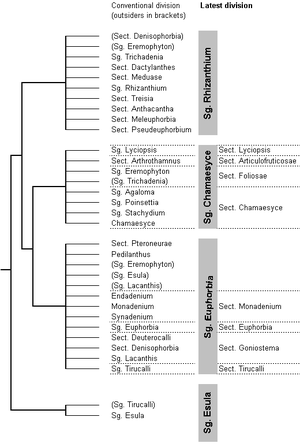 Conventional division
(outsiders in brackets)
Latest division
(Sect. Denisophorbia)
(Sg. Eremophyton)
Sg. Trichadenia
Sect. Dactylanthes
Sect. Meduase
Sg. Rhizanthium
Sect. Treisia
Sect. Anthacantha
Sect. Meleuphorbia
Sect. Pseudeuphorbium
Sg. Rhizanthium
Sg. Lyciopsis
Sect. Lyciopsis
Sect. Arthrothamnus
Sect. Articulofruticosae
Sg. Eremophyton
(Sg. Trichadenia)
Sect. Foliosae
Sg. Agaloma
Sg. Poinsettia
Sg. Stachydium
Chamaesyce
Sect. Chamaesyce
Sg. Chamaesyce
Sect. Pteroneurae
Pedilanthus
(Sg. Eremophyton)
(Sg. Esula)
(Sg. Lacanthis)
Endadenium
Monadenium
Synadenium
Sect. Monadenium
Sg. Euphorbia
Sect. Euphorbia
Sect. Deuterocalli
Sect. Denisophorbia
Sg. Lacanthis
Sect. Goniostema
Sg. Tirucalli
Sect. Tirucalli
Sg. Euphorbia
(Sg. Tirucalli)
Sg. Esula
Sg. Esula